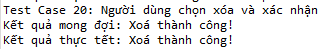 Test Case 20: Người dùng chọn xóa và xác nhận
Kết quả mong đợi: Xoá thành công!
Kết quả thực tết: Xoá thành công!